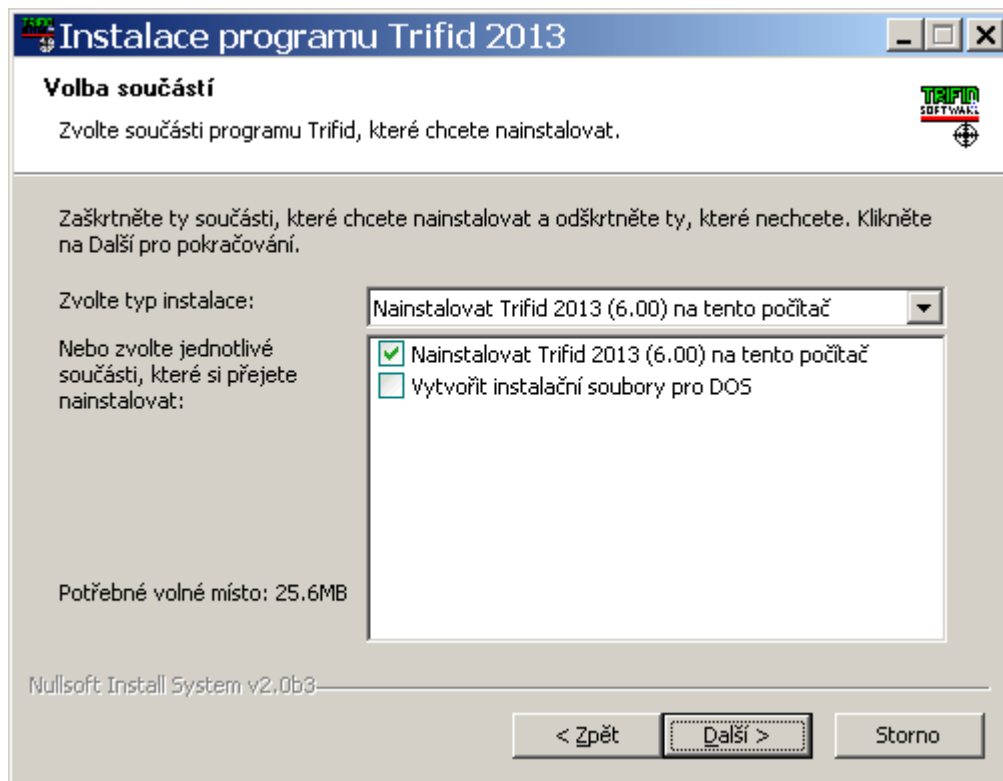 Instalace programu Trifid 2013
Volba součástí
Zvolte součásti programu Trifid, které chcete nainstalovat.
TRIFID
SOFTWARE
Zaškrtněte ty součásti, které chcete nainstalovat a odškrtněte ty, které nechcete. Klikněte
na Další pro pokračování.
Zvolte typ instalace:
Nainstalovat Trifid 2013 (6.00) na tento počítač
Nebo zvolte jednotlivé
součásti, které si přejete
nainstalovat:
Nainstalovat Trifid 2013 (6.00) na tento počítač
Vytvořit instalační soubory pro DOS
Potřebné volné místo: 25.6MB
Nullsoft Install System v2.0b3
< Zpět
Další >
Storno